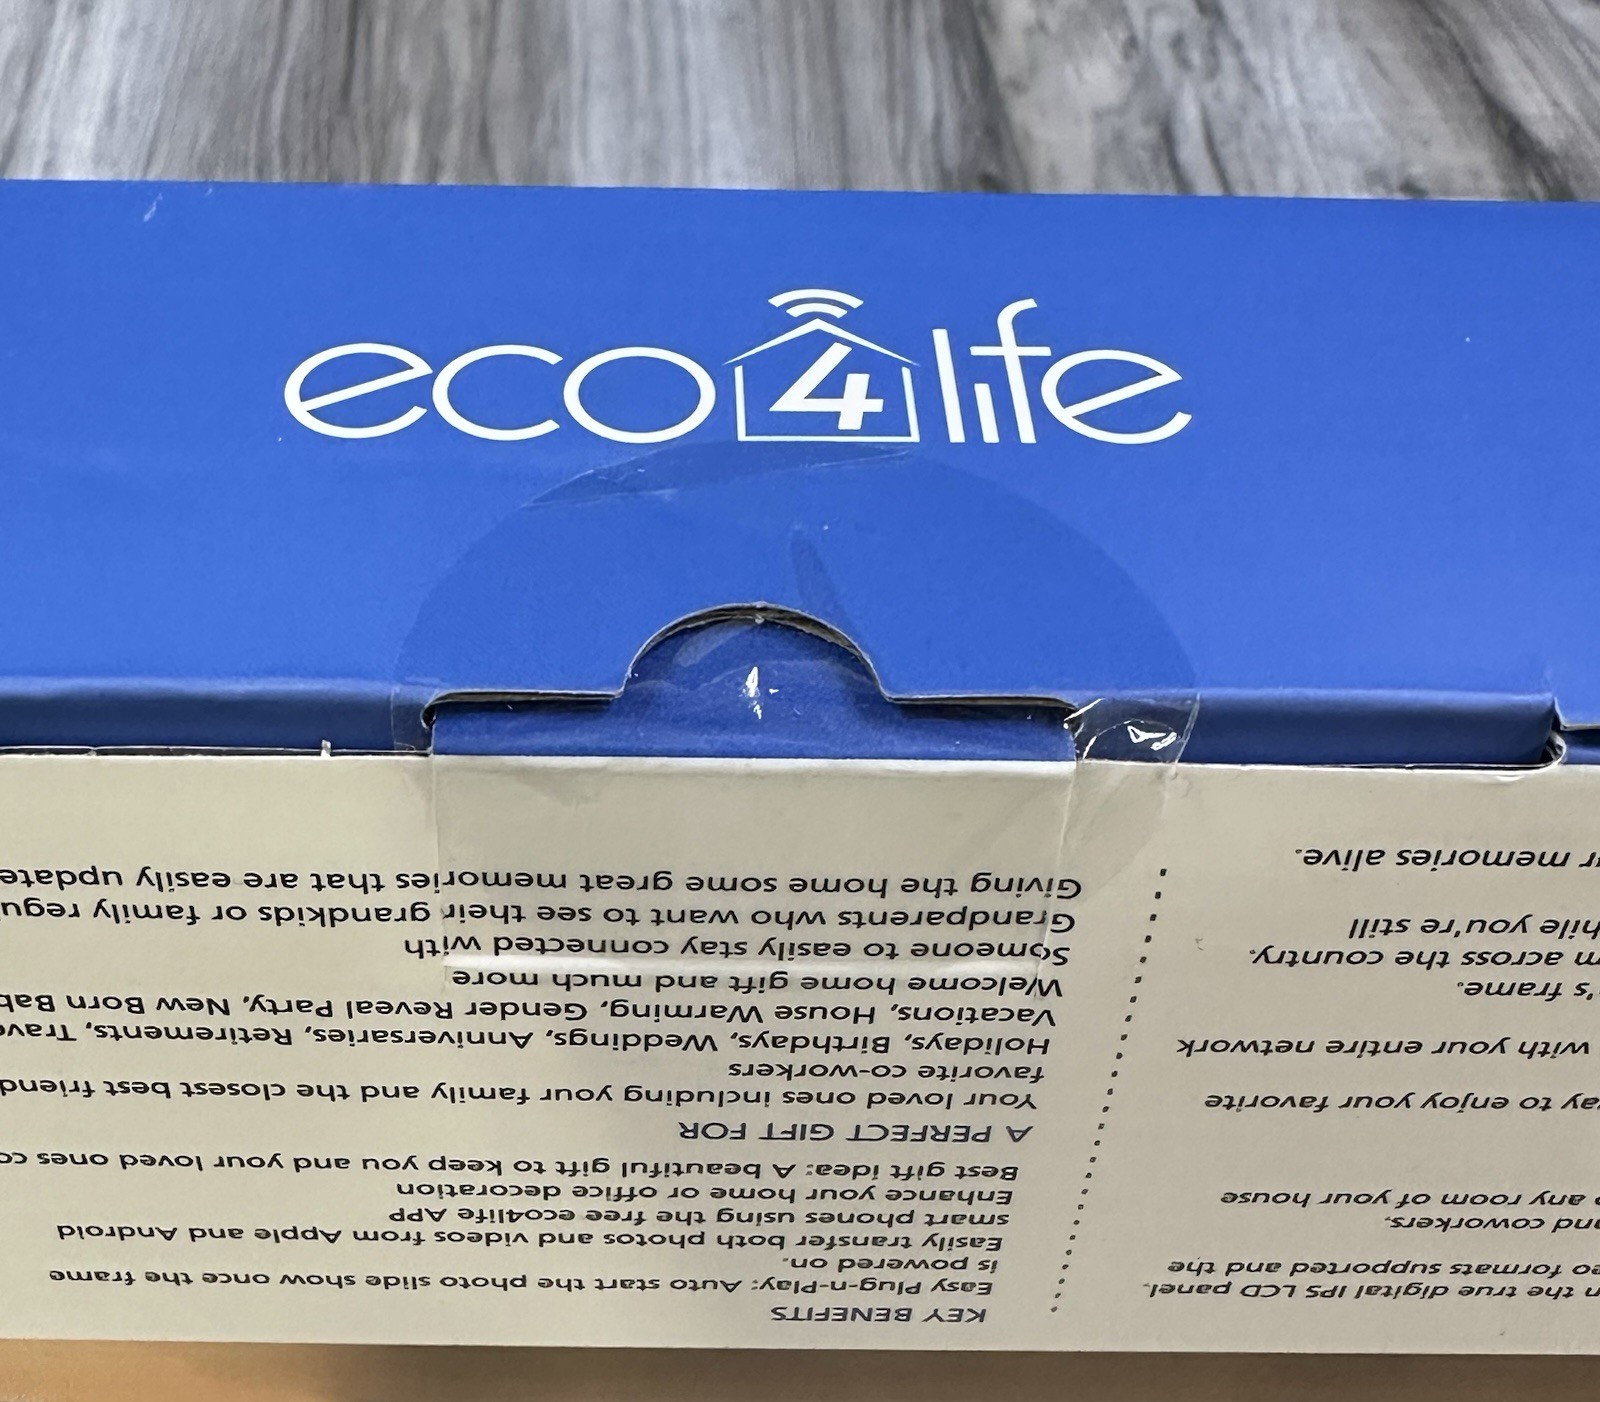 eco4life
KEY BENEFITS
Easy Plug-n-Play: Auto start the photo slide show once the frame
is powered on.
Easily transfer both photos and videos from Apple and Android
smart phones using the free eco4life APP
Enhance your home or office decoration
Best gift idea: A beautiful gift to keep you and your loved ones
A PERFECT GIFT FOR
Your loved ones including your family and the closest best friend
favorite co-workers
Holidays, Birthdays, Weddings, Anniversaries, Retirements,
Vacations, House Warming, Gender Reveal Party, New Born
Welcome home gift and much more
Someone to easily stay connected with
Grandparents who want to see their grandkids or family
Giving the home some great memories that are easily update
n the true digital IPS LCD panel.
formats supported and the
coworkers.
any room of your house
to enjoy your favorite
with your entire network
's frame.
across the country.
you're still
memories alive.